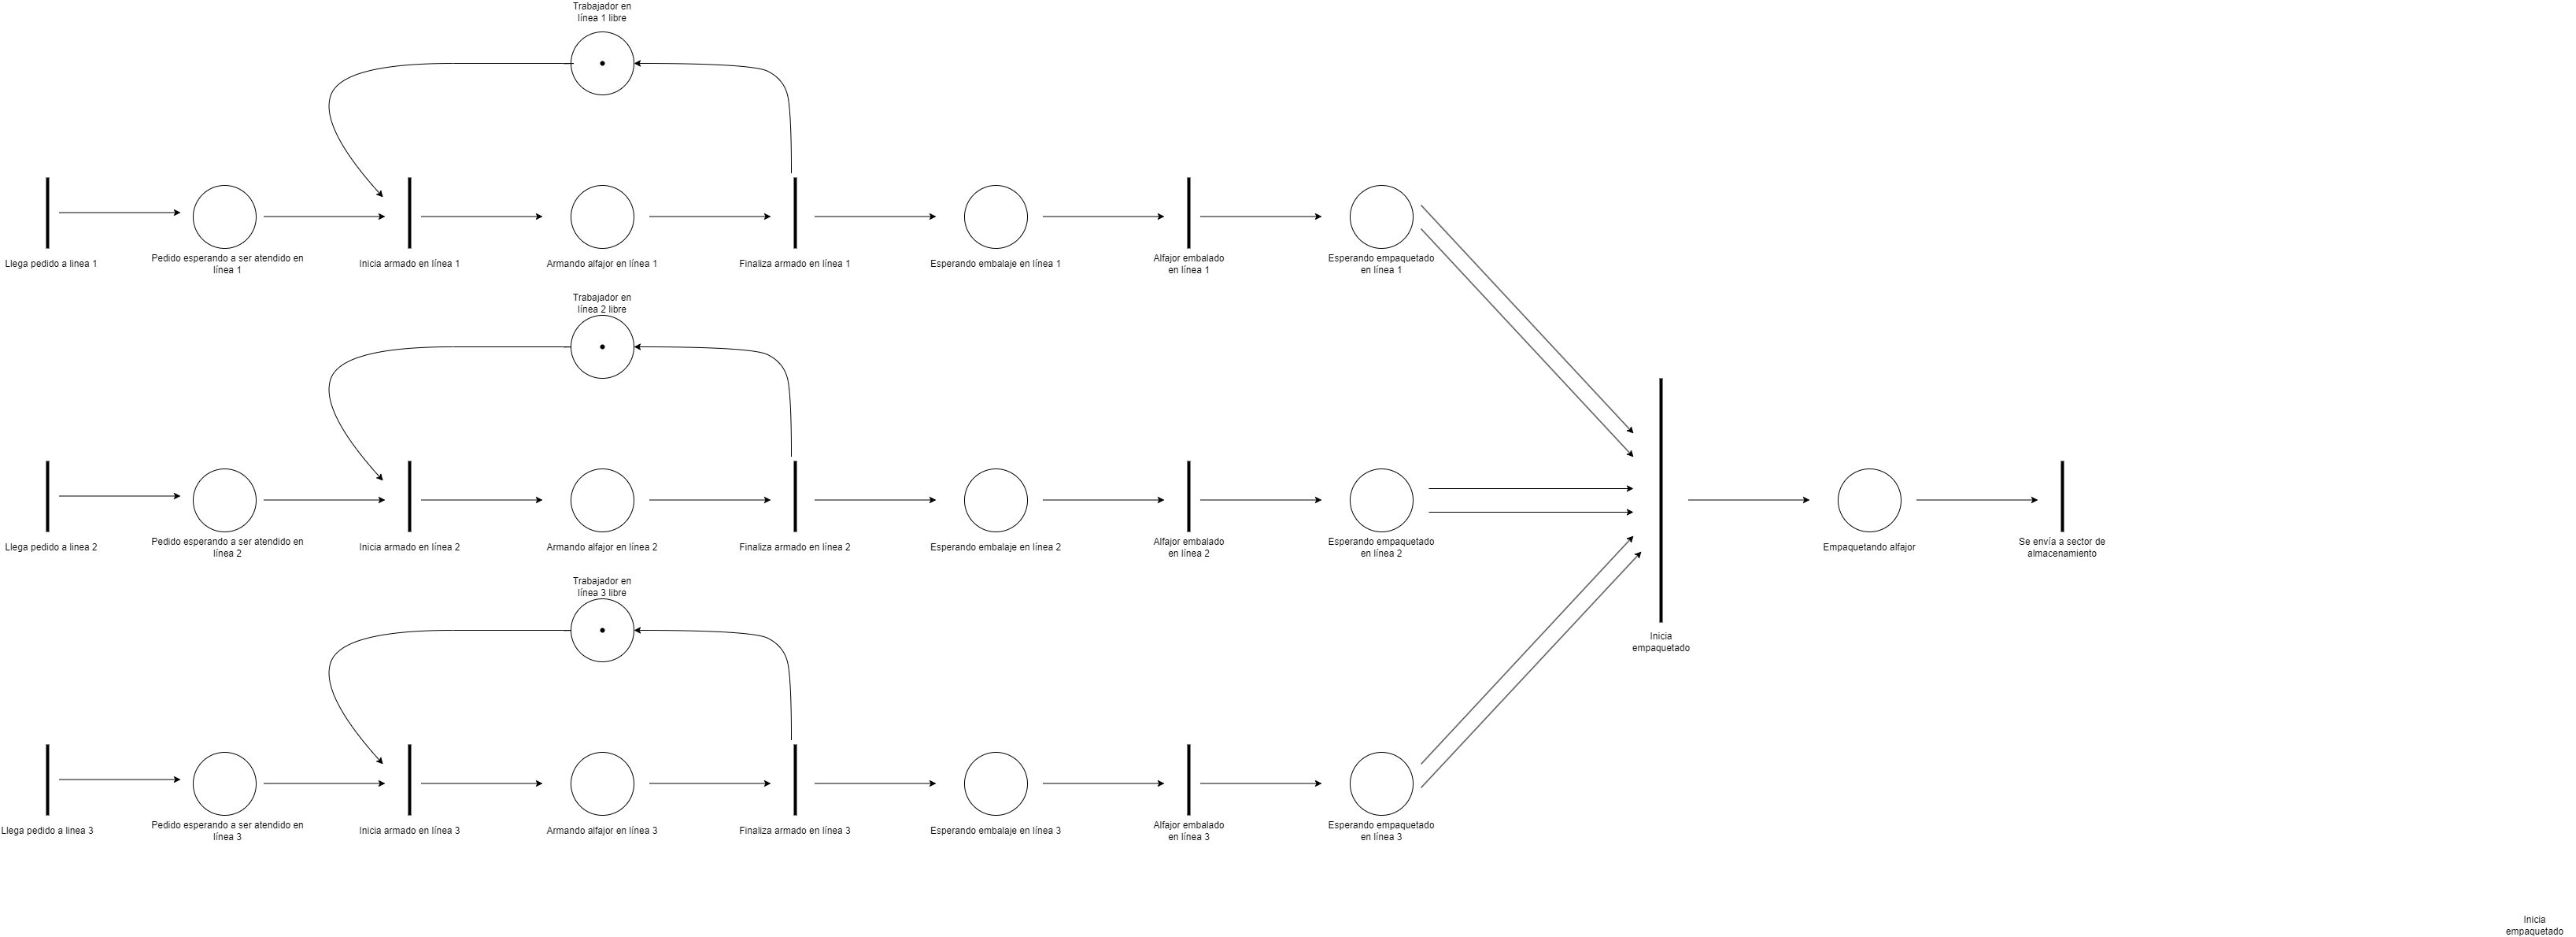 Trabajador en
línea 1 libre
Llega pedido a linea 1
Pedido esperando a ser atendido en
línea 1
Inicia armado en línea 1
Armando alfajor en línea 1
Finaliza armado en línea 1
Esperando embalaje en línea 1
Alfajor embalado
en línea 1
Esperando empaquetado
en línea 1
Trabajador en
línea 2 libre
Llega pedido a linea 2
Pedido esperando a ser atendido en
línea 2
Inicia armado en línea 2
Armando alfajor en línea 2
Finaliza armado en línea 2
Esperando embalaje en línea 2
Alfajor embalado
en línea 2
Esperando empaquetado
en línea 2
Empaquetando alfajor
Se envía a sector de
almacenamiento
Trabajador en
línea 3 libre
Inicia
empaquetado
Llega pedido a linea 3
Pedido esperando a ser atendido en
línea 3
Inicia armado en línea 3
Armando alfajor en línea 3
Finaliza armado en línea 3
Esperando embalaje en línea 3
Alfajor embalado
en línea 3
Esperando empaquetado
en línea 3
Inicia
empaquetado